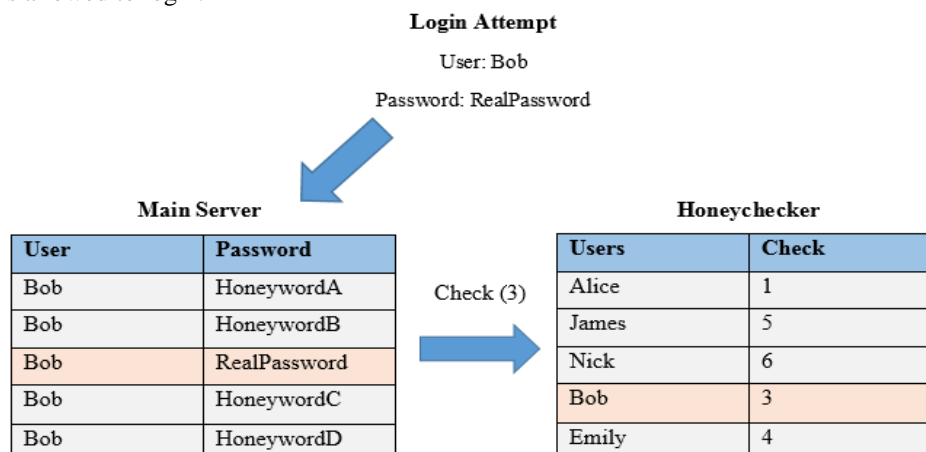 Login Attempt
User: Bob
Password: RealPassword
Main Server
User Password
Bob HoneywordA
Bob HoneywordB
Bob RealPassword
Bob HoneywordC
Bob HoneywordD
Check (3)
Honeychecker
Users Check
Alice 1
James 5
Nick 6
Bob 3
Emily 4